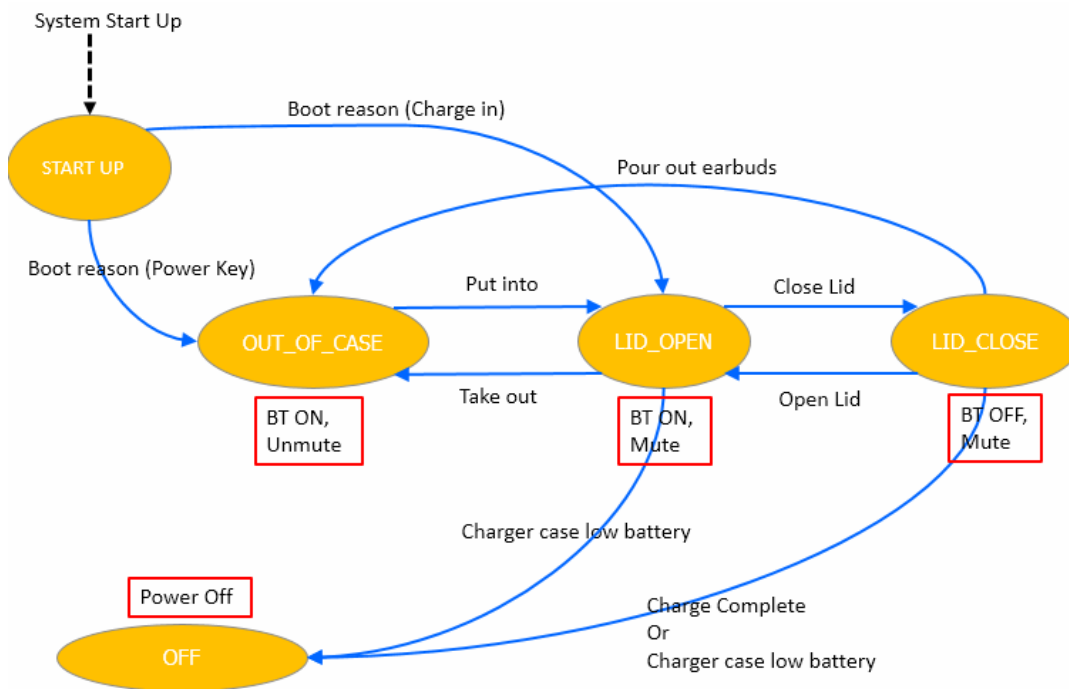 System Start Up
Boot reason (Charge in)
START UP
Pour out earbuds
Boot reason (Power Key)
Put into
Close Lid
OUT_OF_CASE
LID_OPEN
LID_CLOSE
Take out
Open Lid
BT ON,
Unmute
BT ON,
Mute
BT OFF,
Mute
Charger case low battery
Power Off
Charge Complete
Or
Charger case low battery
OFF